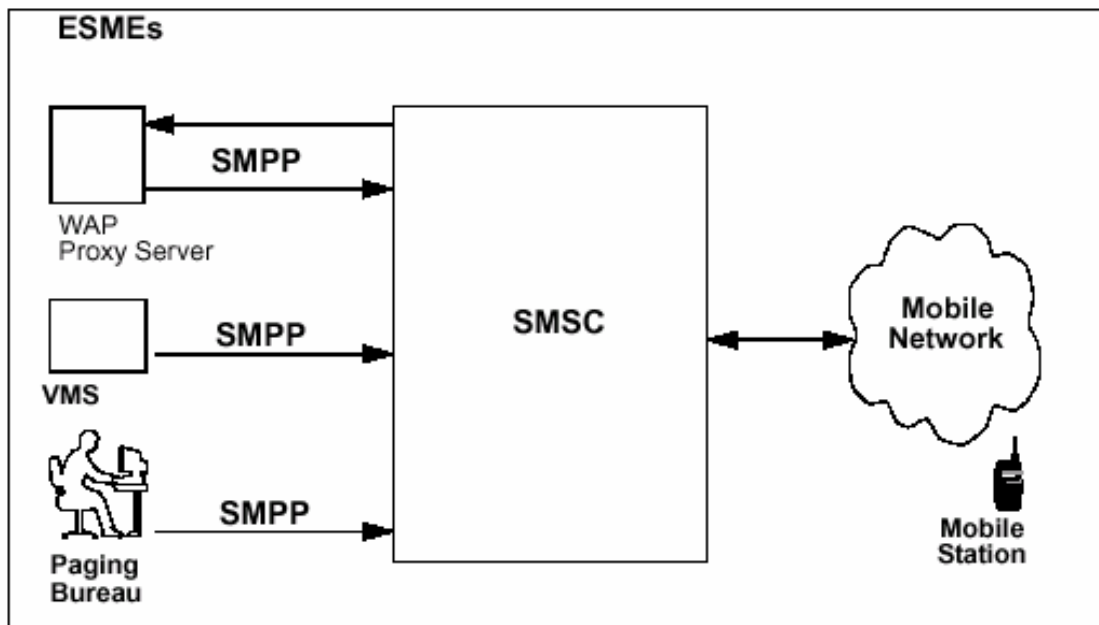 ESMEs
SMPP
WAP
Proxy Server
SMPP
VMS
SMPP
Paging
Bureau
SMSC
Mobile
Network
Mobile
Station